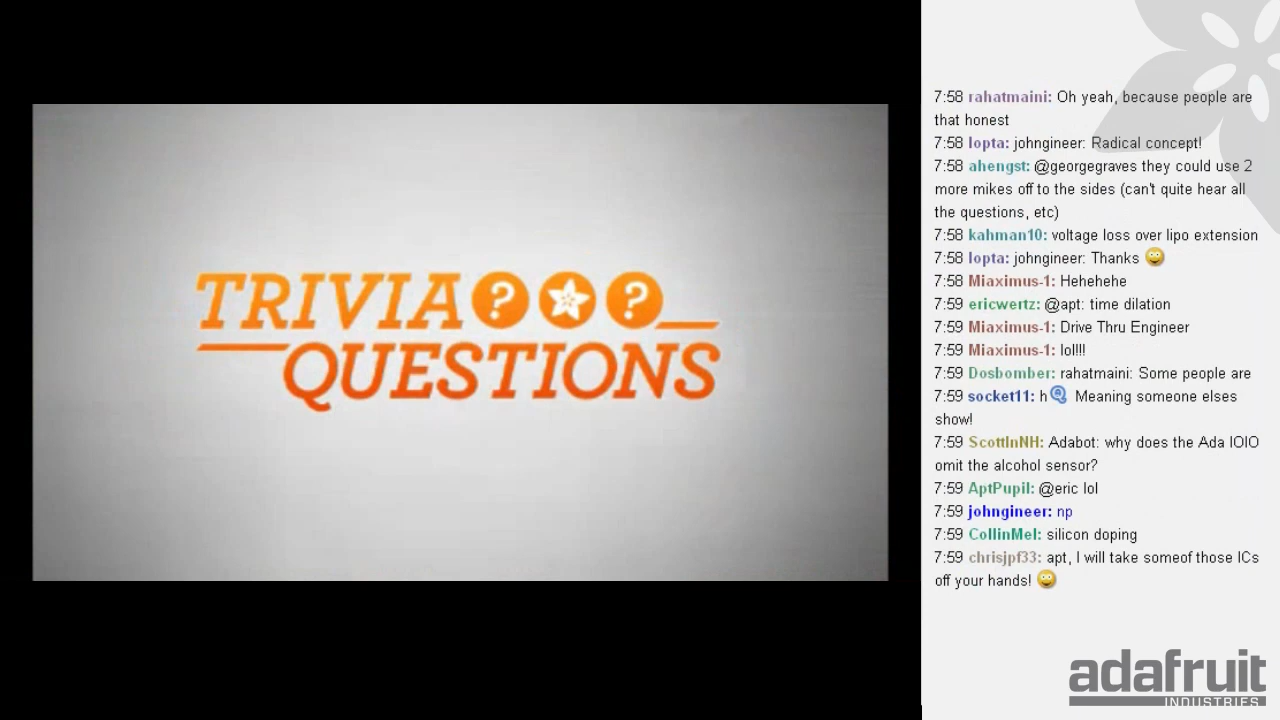 TRIVIA ? ?
QUESTIONS
7:58 rahatmaini: Oh yeah, because people are
that honest
7:58 lopta: johngineer: Radical concept!
7:58 ahengst: @georgegraves they could use 2
more mikes off to the sides (can't quite hear all
the questions, etc)
7:58 kahman10: voltage loss over lipo extension
7:58 lopta: johngineer: Thanks
7:58 Miaximus-1: Hehehehe
7:59 ericwertz: @apt: time dilation
7:59 Miaximus-1: Drive Thru Engineer
7:59 Miaximus-1: lol!!!
7:59 Dosbomber: rahatmaini: Some people are
7:59 socket11: h Meaning someone elses
show!
7:59 ScottInNH: Adabot: why does the Ada IOIO
omit the alcohol sensor?
7:59 AptPupil: @eric lol
7:59 johngineer: np
7:59 CollinMel: silicon doping
7:59 chrisjpf33: apt, I will take someof those ICs
off your hands!
adafruit
INDUSTRIES